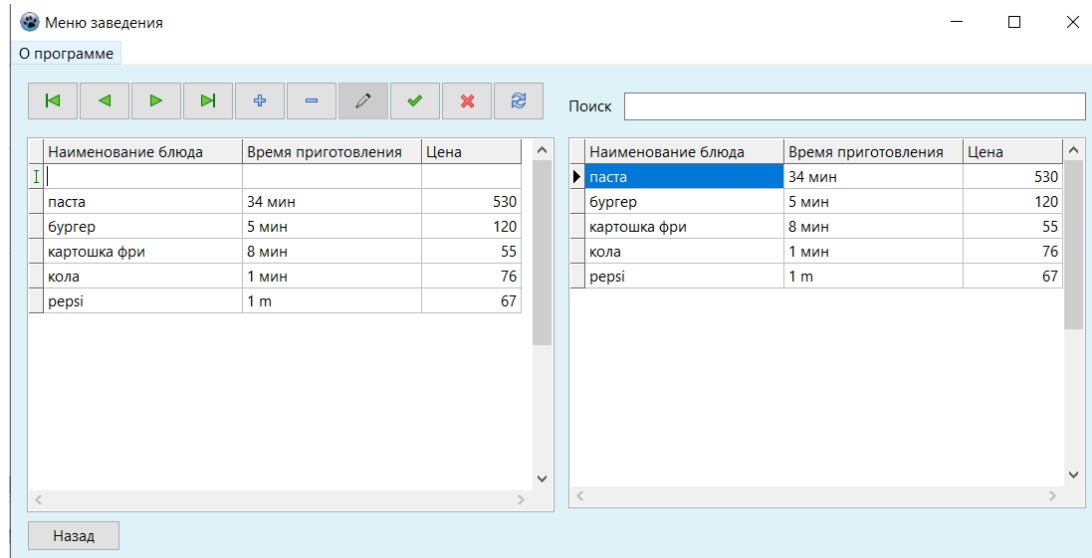 Меню заведения
О программе
Поиск
Наименование блюда Время приготовления Цена
паста 34 мин 530
бургер 5 мин 120
картошка фри 8 мин 55
кола 1 мин 76
pepsi 1 m 67
Наименование блюда Время приготовления Цена
паста 34 мин 530
бургер 5 мин 120
картошка фри 8 мин 55
кола 1 мин 76
pepsi 1 m 67
Назад